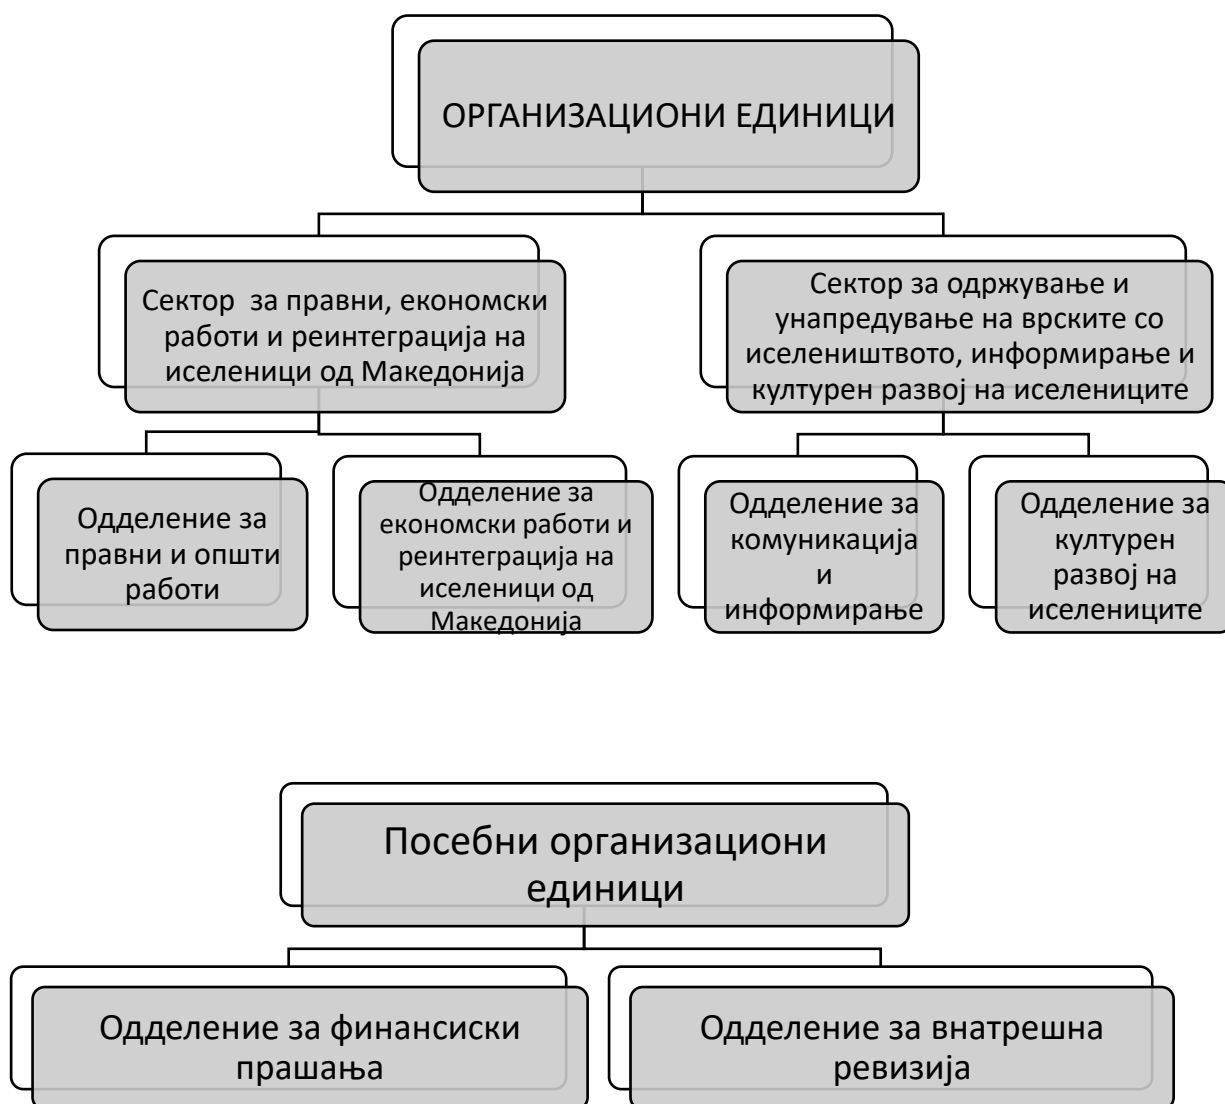 ОРГАНИЗАЦИОНИ ЕДИНИЦИ
Сектор за правни, економски
работи и реинтеграција на
иселеници од Македонија
Сектор за одржување и
унапредување на врските со
иселеништвото, информирање и
културен развој на иселениците
Одделение за
правни и општи
работи
Одделение за
економски работи и
реинтеграција на
иселеници од
Македонија
Одделение за
комуникација
и
информирање
Одделение за
културен
развој на
иселениците
Посебни организациони
единици
Одделение за финансиски
прашања
Одделение за внатрешна
ревизија